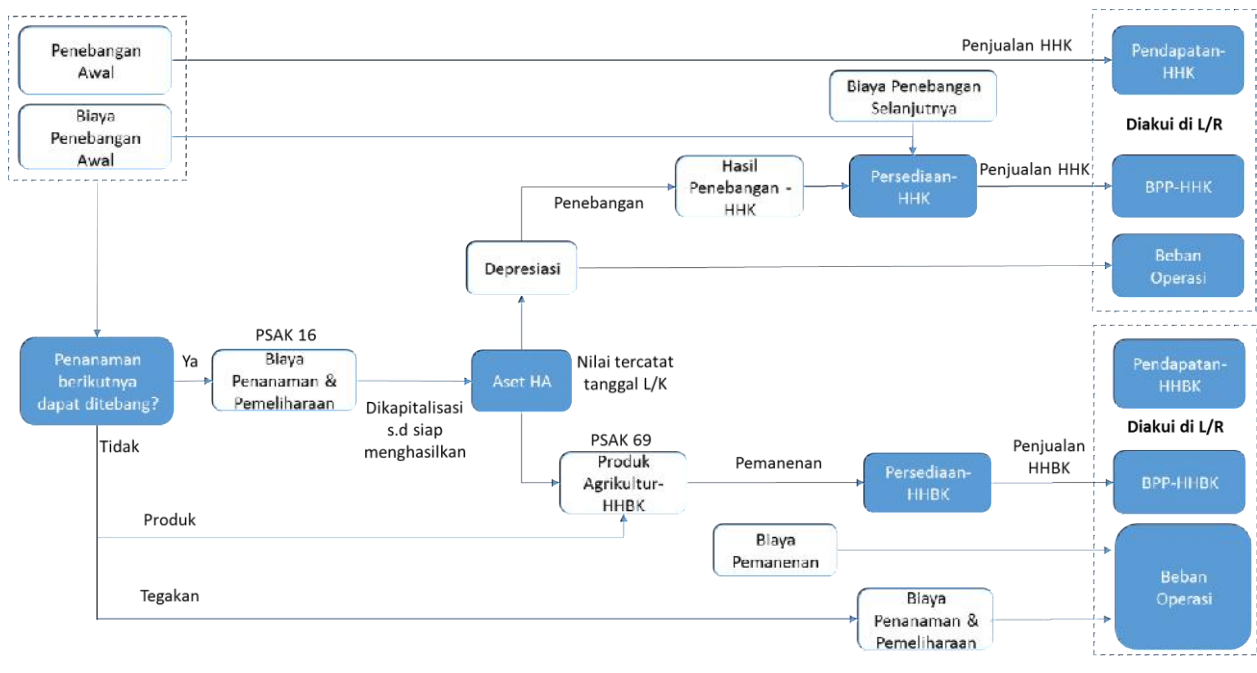 Penebangan
Awal
Penjualan HHK
Pendapatan-
HHK
Biaya Penebangan
Selanjutnya
Biaya
Penebangan
Awal
Diakui di L/R
Hasil
Penebangan -
HHK
Persediaan-
HHK
Penjualan HHK
BPP-HHK
Penebangan
Depresiasi
Beban
Operasi
PSAK 16
Penanaman
berikutnya
dapat ditebang?
Ya
Biaya
Penanaman &
Pemeliharaan
Aset HA
Nilai tercatat
tanggal L/K
Pendapatan-
HHBK
Dikapitalisasi
s.d siap
menghasilkan
Diakui di L/R
Tidak
PSAK 69
Produk
Agrikultur-
HHBK
Pemanenan
Persediaan-
HHBK
Penjualan
HHBK
BPP-HHBK
Produk
Biaya
Pemanenan
Beban
Operasi
Tegakan
Biaya
Penanaman &
Pemeliharaan